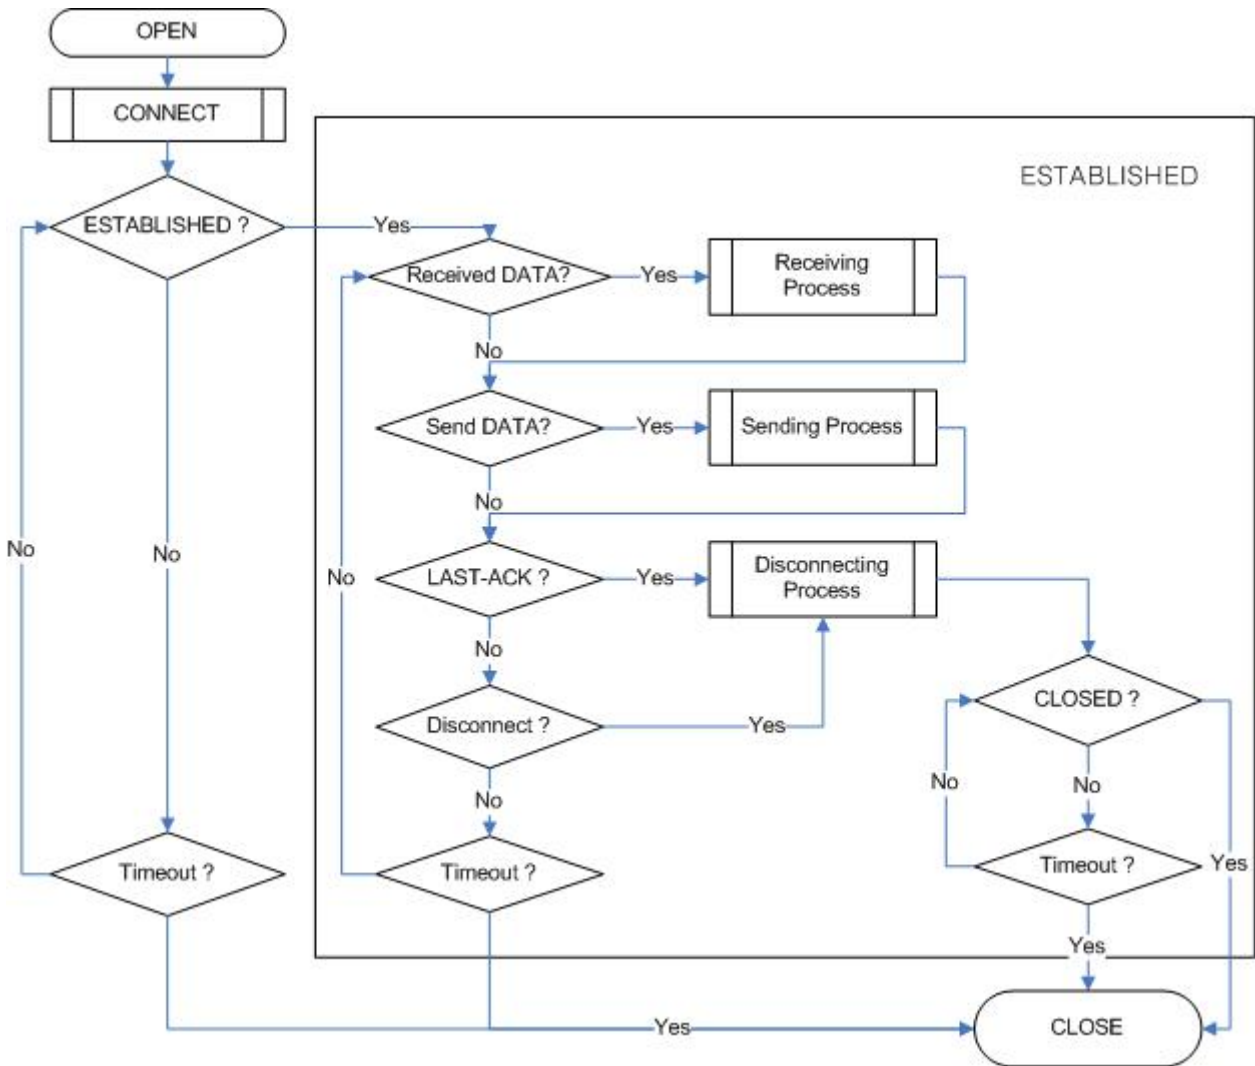 OPEN
CONNECT
ESTABLISHED
ESTABLISHED ?
Yes
Received DATA?
Yes
Receiving
Process
No
Send DATA?
Yes
Sending Process
No
No
No
No
LAST-ACK ?
Yes
Disconnecting
Process
No
Disconnect ?
Yes
CLOSED ?
No
No
No
Timeout ?
Timeout ?
Timeout ?
Yes
Yes
Yes
CLOSE